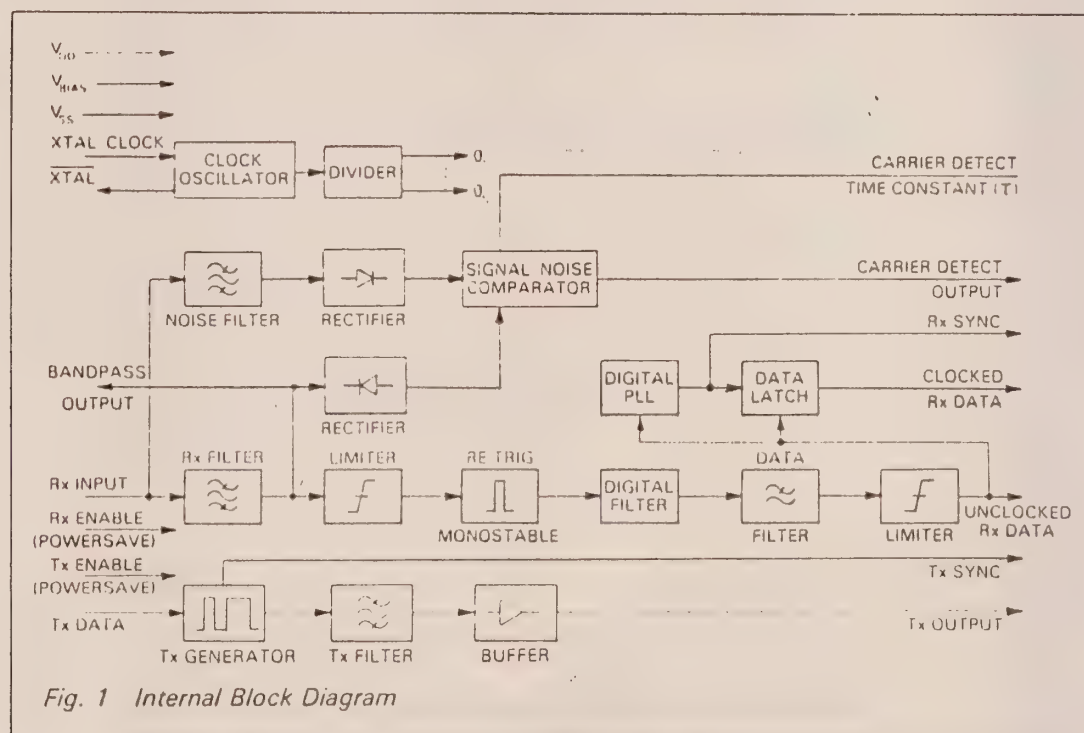 VBIAS
VSS
XTAL CLOCK
XTAL
CLOCK
OSCILLATOR
DIVIDER
CARRIER DETECT
TIME CONSTANT (T)
NOISE FILTER
RECTIFIER
SIGNAL NOISE
COMPARATOR
CARRIER DETECT
OUTPUT
Rx SYNC
BANDPASS
OUTPUT
RECTIFIER
DIGITAL
PLL
DATA
LATCH
CLOCKED
Rx DATA
DATA
Rx INPUT
Rx FILTER
LIMITER
RE TRIG
MONOSTABLE
DIGITAL
FILTER
FILTER
LIMITER
UNCLOCKED
Rx DATA
Rx ENABLE
(POWERSAVE)
Tx ENABLE
(POWERSAVE)
Tx SYNC
Tx DATA
Tx GENERATOR
Tx FILTER
BUFFER
Tx OUTPUT
Fig. 1 Internal Block Diagram